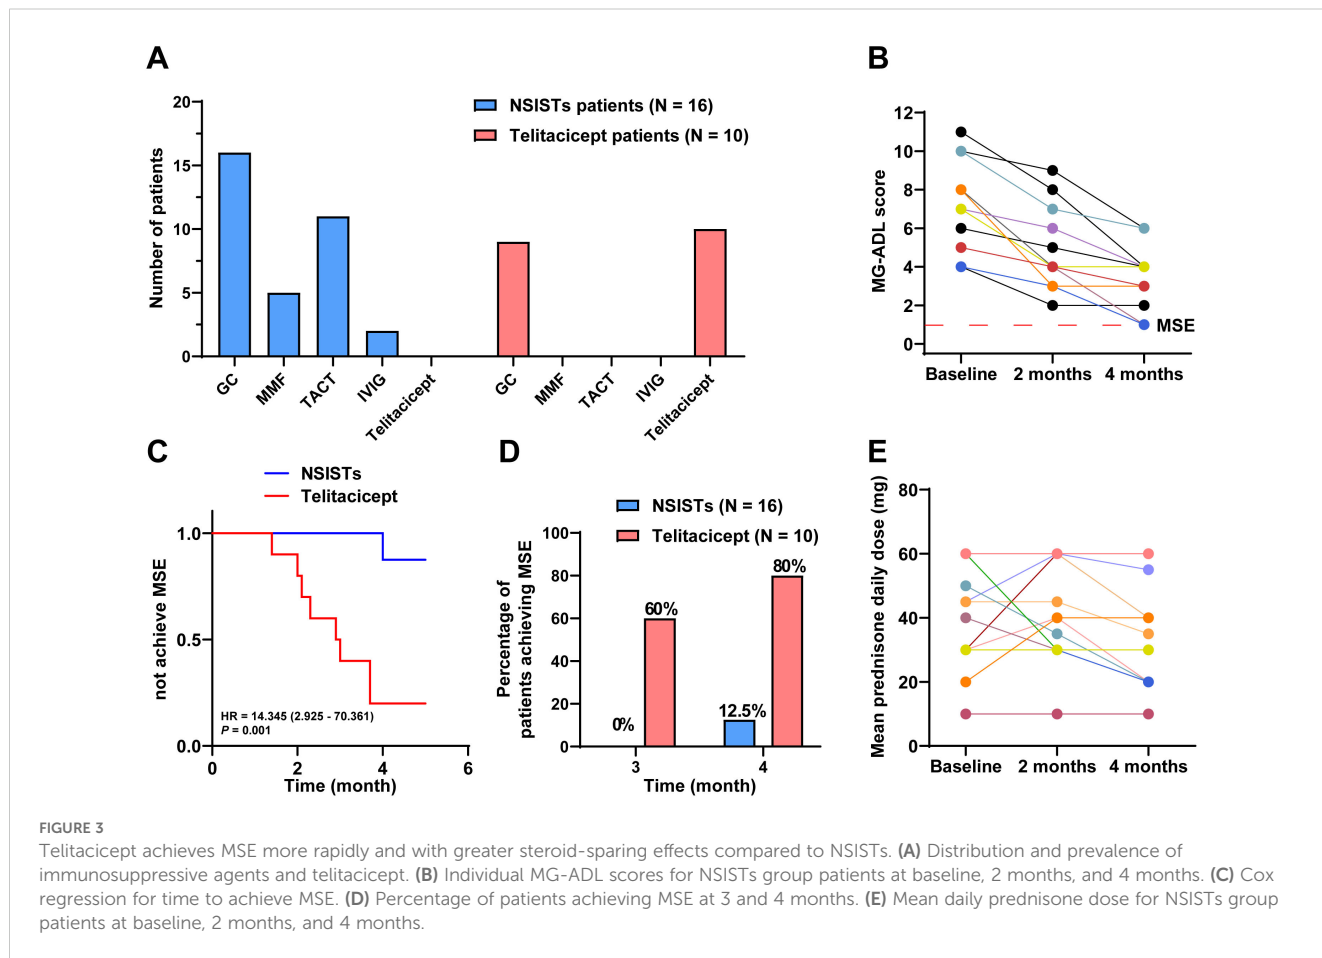 A
20
15
10
5
0
Number of patients
NSISTs patients (N = 16)
Telitacicept patients (N = 10)
GC
MMF
TACT
IVIG
Telitacicept
GC
MMF
TACT
IVIG
Telitacicept
B
12
10
8
6
4
2
0
MG-ADL score
MSE
Baseline 2 months 4 months
C
NSISTs
Telitacicept
1.0
0.5
0.0
not achieve MSE
HR = 14.345 (2.925 - 70.361)
P = 0.001
0 2 4 6
Time (month)
D
NSISTs (N = 16)
Telitacicept (N = 10)
100
80
60
40
20
0
Percentage of
patients achieving MSE
0%
60%
12.5%
80%
3 4
Time (month)
E
80
60
40
20
0
Mean prednisone daily dose (mg)
Baseline 2 months 4 months
FIGURE 3
Telitacicept achieves MSE more rapidly and with greater steroid-sparing effects compared to NSISTs. (A) Distribution and prevalence of
immunosuppressive agents and telitacicept. (B) Individual MG-ADL scores for NSISTs group patients at baseline, 2 months, and 4 months. (C) Cox
regression for time to achieve MSE. (D) Percentage of patients achieving MSE at 3 and 4 months. (E) Mean daily prednisone dose for NSISTs group
patients at baseline, 2 months, and 4 months.